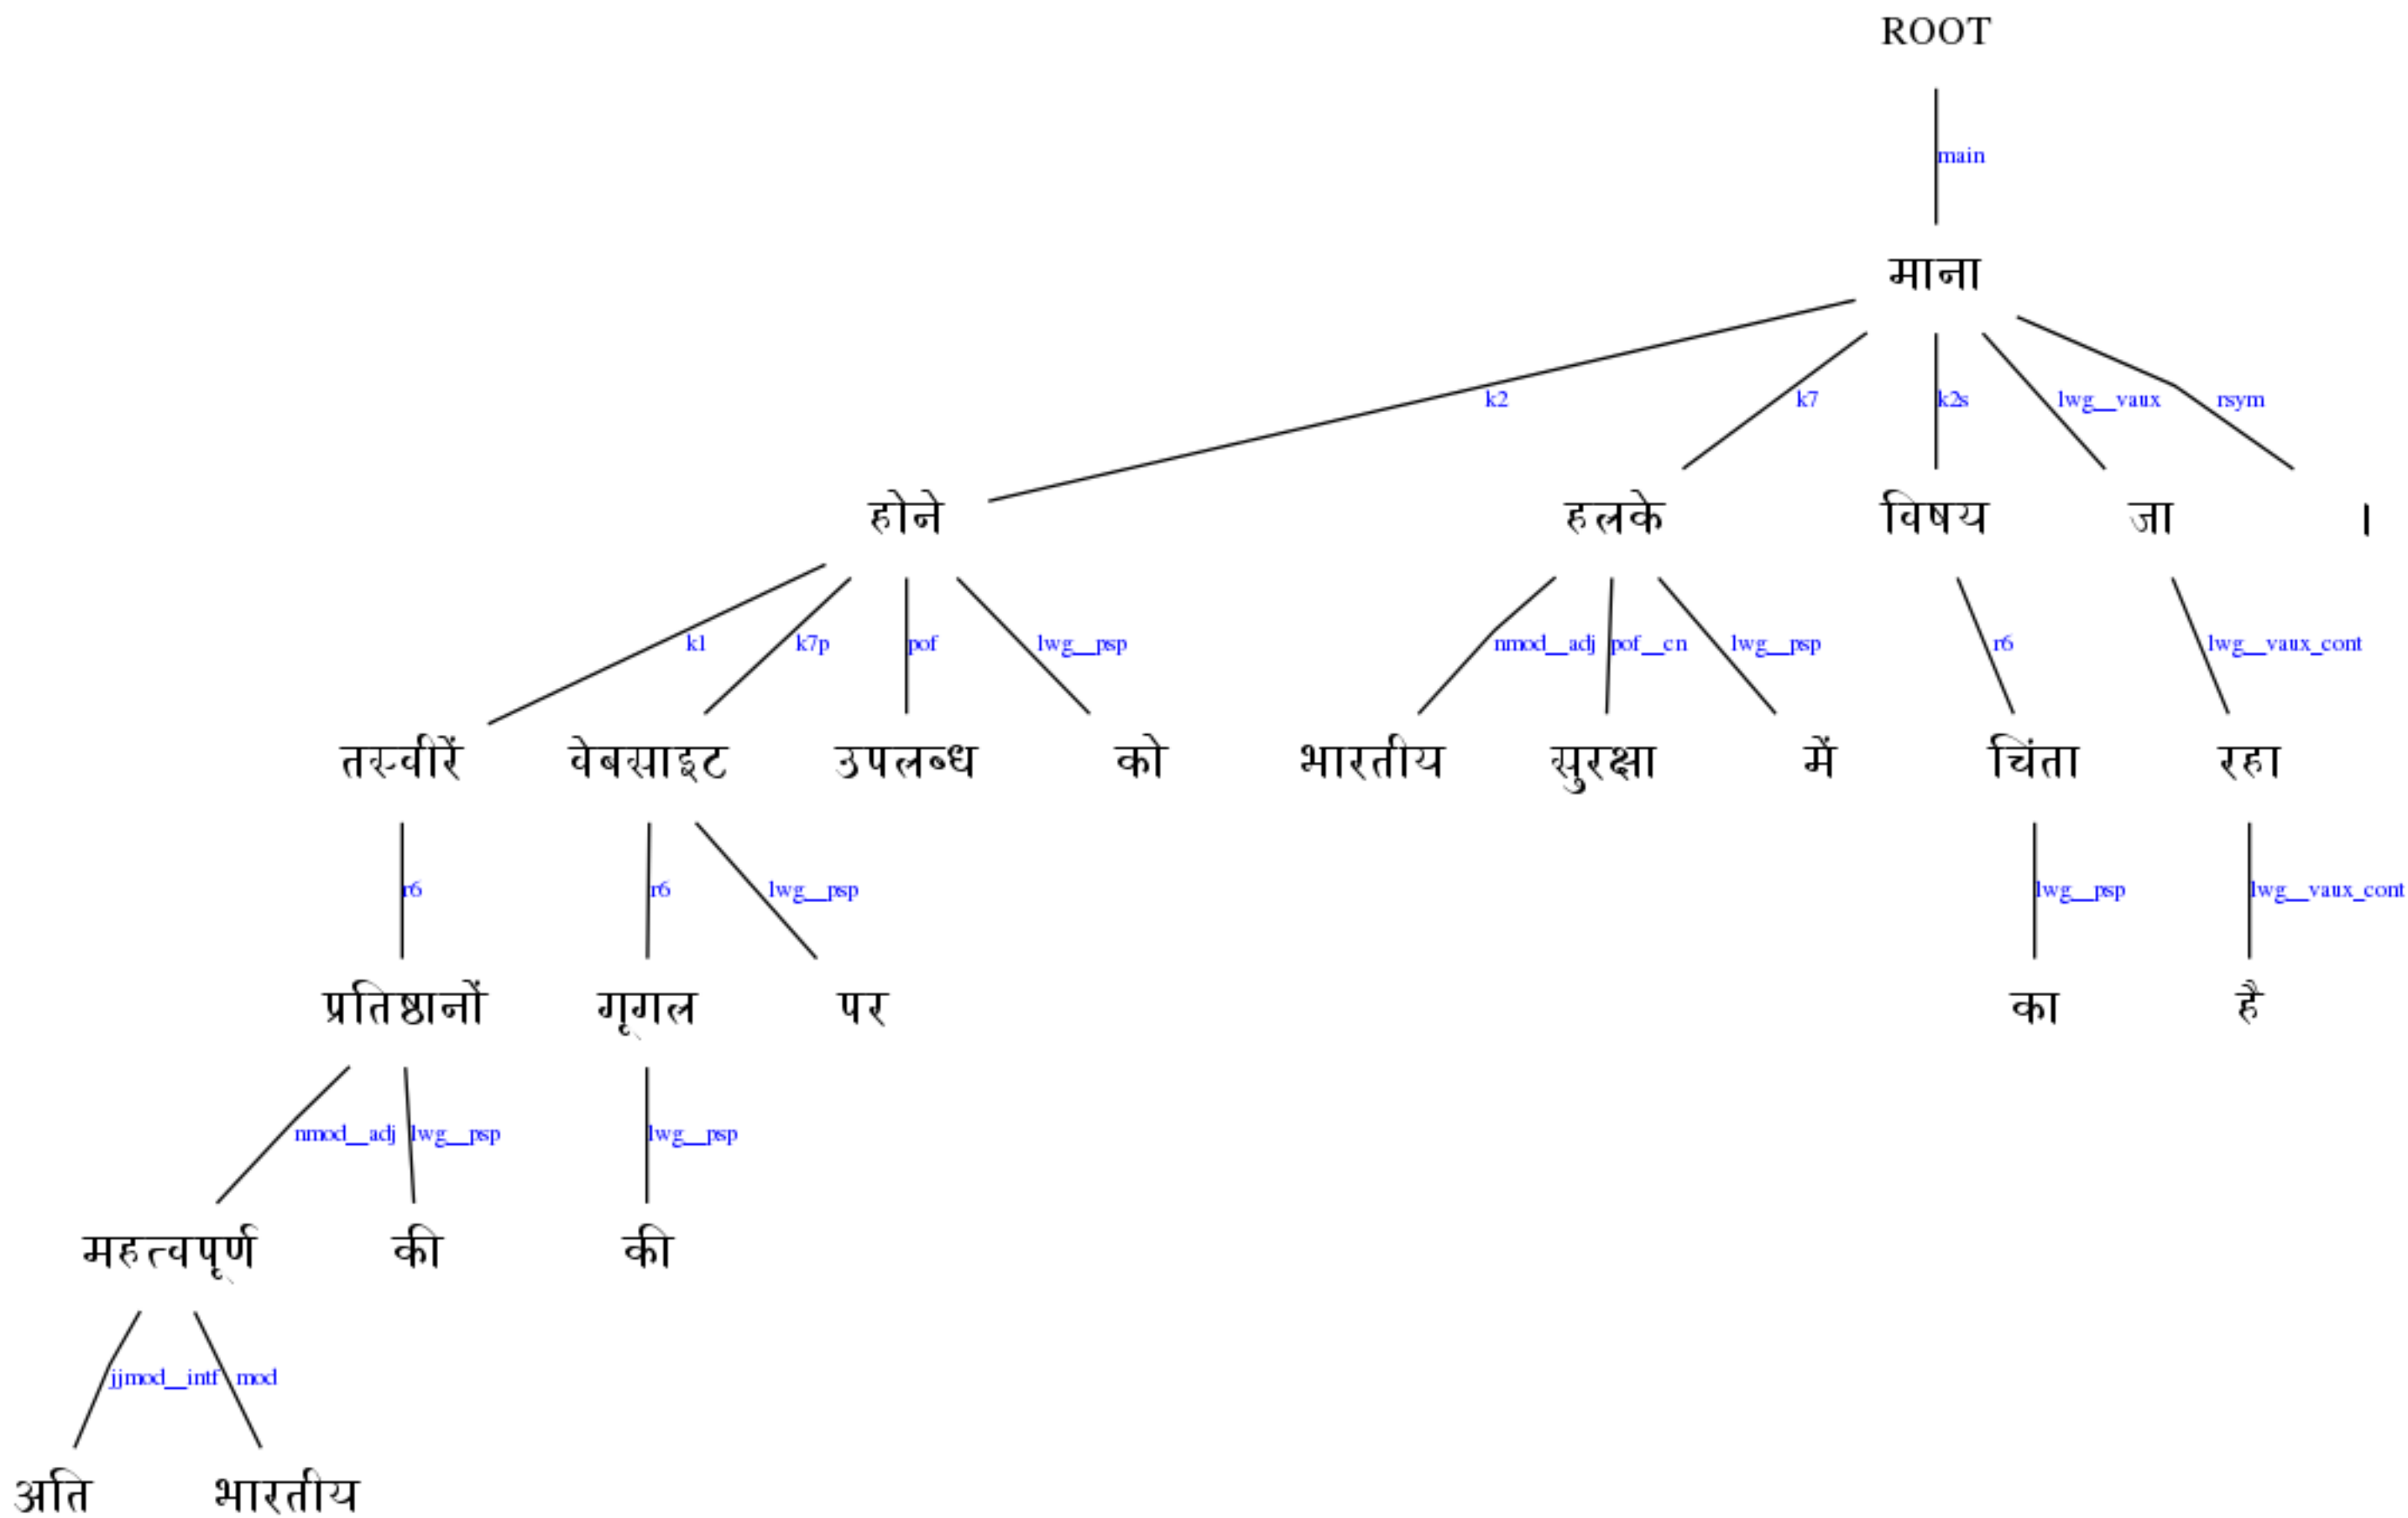 ROOT
main
माना
k2 k7 k2s lwg__vaux rsym
होने हलके विषय जा ।
k1 k7p pof lwg__psp nmod__adj pof__cn lwg__psp r6 lwg__vaux_cont
तस्वीरें वेबसाइट उपलब्ध को भारतीय सुरक्षा में चिंता रहा
r6 r6 lwg__psp lwg__psp lwg__vaux_cont
प्रतिष्ठानों गूगल पर का है
nmod__adj lwg__psp lwg__psp
महत्वपूर्ण की की
jjmod__intf mod
अति भारतीय